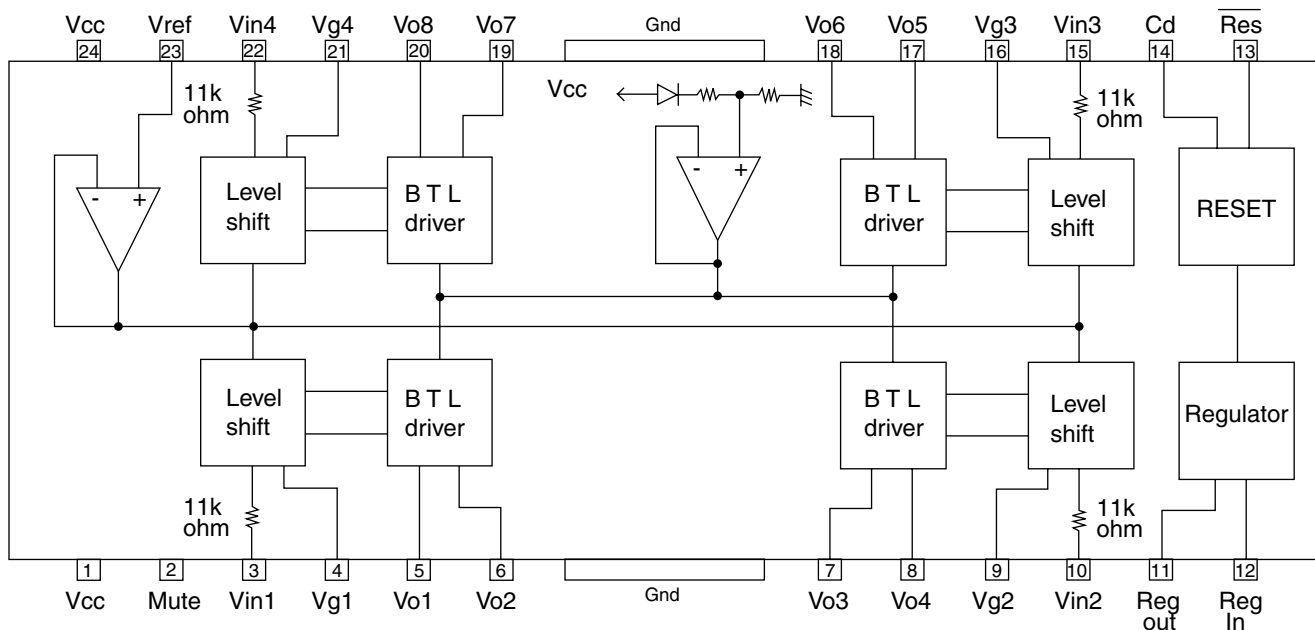 Vcc Vref Vin4 Vg4 Vo8 Vo7 Gnd Vo6 Vo5 Vg3 Vin3 Cd Res
24 23 22 21 20 19 18 17 16 15 14 13
11k
ohm
Vcc
11k
ohm
- +
Level
shift
B T L
driver
- +
B T L
driver
Level
shift
RESET
Level
shift
B T L
driver
B T L
driver
Level
shift
Regulator
11k
ohm
11k
ohm
1 2 3 4 5 6 7 8 9 10 11 12
Vcc Mute Vin1 Vg1 Vo1 Vo2 Gnd Vo3 Vo4 Vg2 Vin2 Reg
out Reg
In